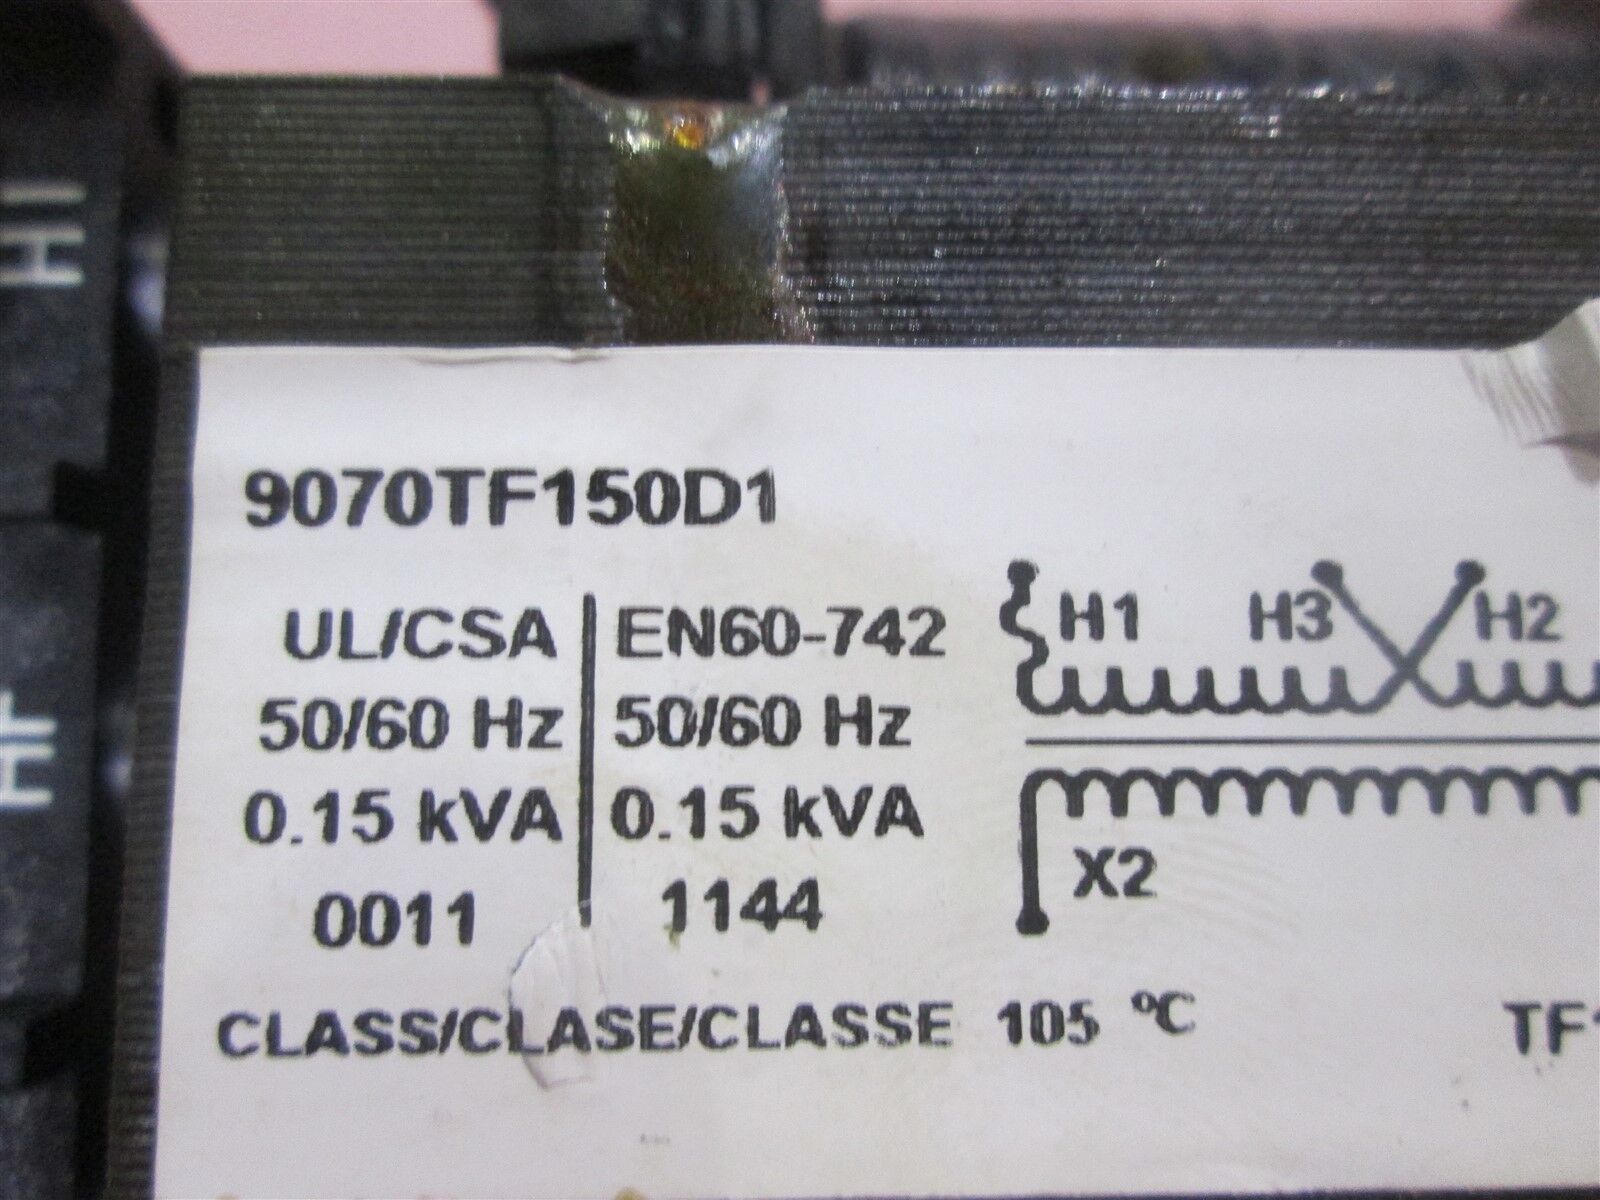 9070TF150D1
UL/CSA EN60-742
50/60 Hz 50/60 Hz
0.15 kVA 0.15 kVA
0011 1144
CLASS/CLASE/CLASSE 105 ºC
H1 H3 H2
X2
H1